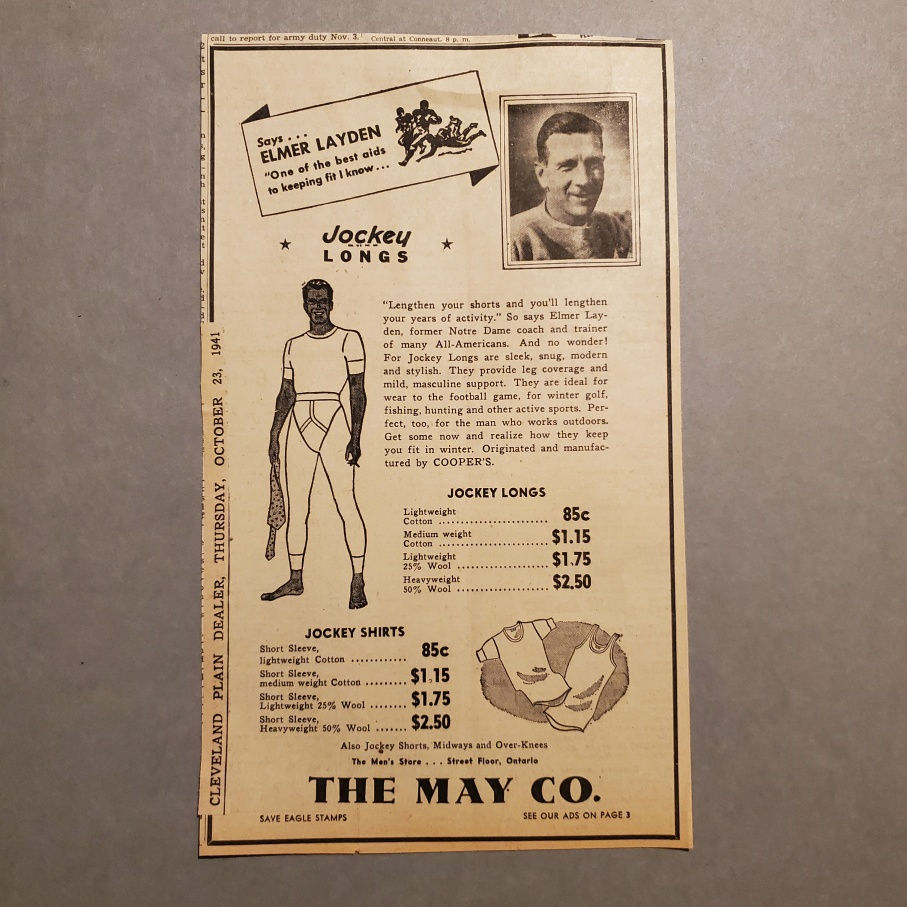 call to report for army duty Nov. 3.
Central at Conneaut. 8 p. m.
Says . . .
ELMER LAYDEN
"One of the best aids
to keeping fit I know . . .
Jockey
LONGS
"Lengthen your shorts and you'll lengthen
your years of activity." So says Elmer Lay-
den, former Notre Dame coach and trainer
of many All-Americans. And no wonder!
For Jockey Longs are sleek, snug, modern
and stylish. They provide leg coverage and
mild, masculine support. They are ideal for
wear to the football game, for winter golf,
fishing, hunting and other active sports. Per-
fect, too, for the man who works outdoors.
Get some now and realize how they keep
you fit in winter. Originated and manufac-
tured by COOPER'S.
JOCKEY LONGS
Lightweight
Cotton ........................ 85c
Medium weight
Cotton ........................ $1.15
Lightweight
25% Wool ...................... $1.75
Heavyweight
50% Wool ...................... $2.50
JOCKEY SHIRTS
Short Sleeve,
lightweight Cotton ............ 85c
Short Sleeve,
medium weight Cotton ......... $1.15
Short Sleeve,
Lightweight 25% Wool ........ $1.75
Short Sleeve,
Heavyweight 50% Wool ....... $2.50
Also Jockey Shorts, Midways and Over-Knees
The Men's Store . . . Street Floor, Ontario
THE MAY CO.
SAVE EAGLE STAMPS
SEE OUR ADS ON PAGE 3
CLEVELAND PLAIN DEALER, THURSDAY, OCTOBER 23, 1941